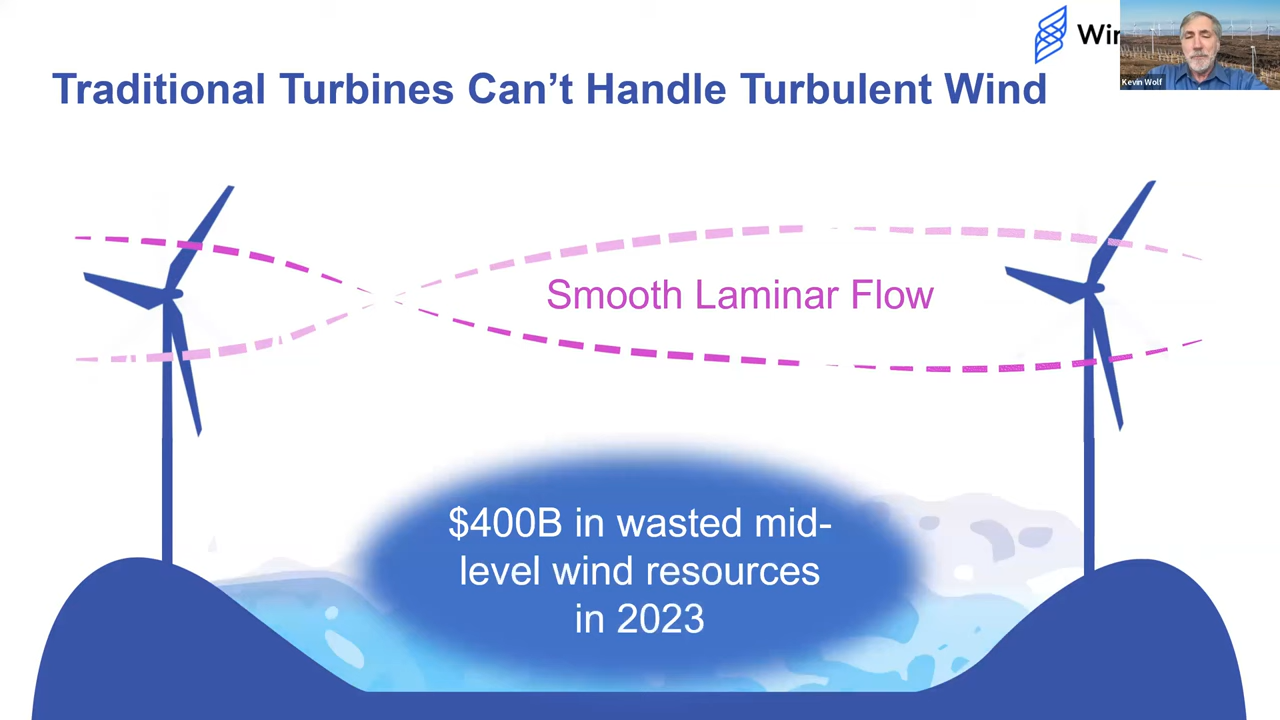 Traditional Turbines Can’t Handle Turbulent Wind
Kevin Wolf
Smooth Laminar Flow
$400B in wasted mid-
level wind resources
in 2023